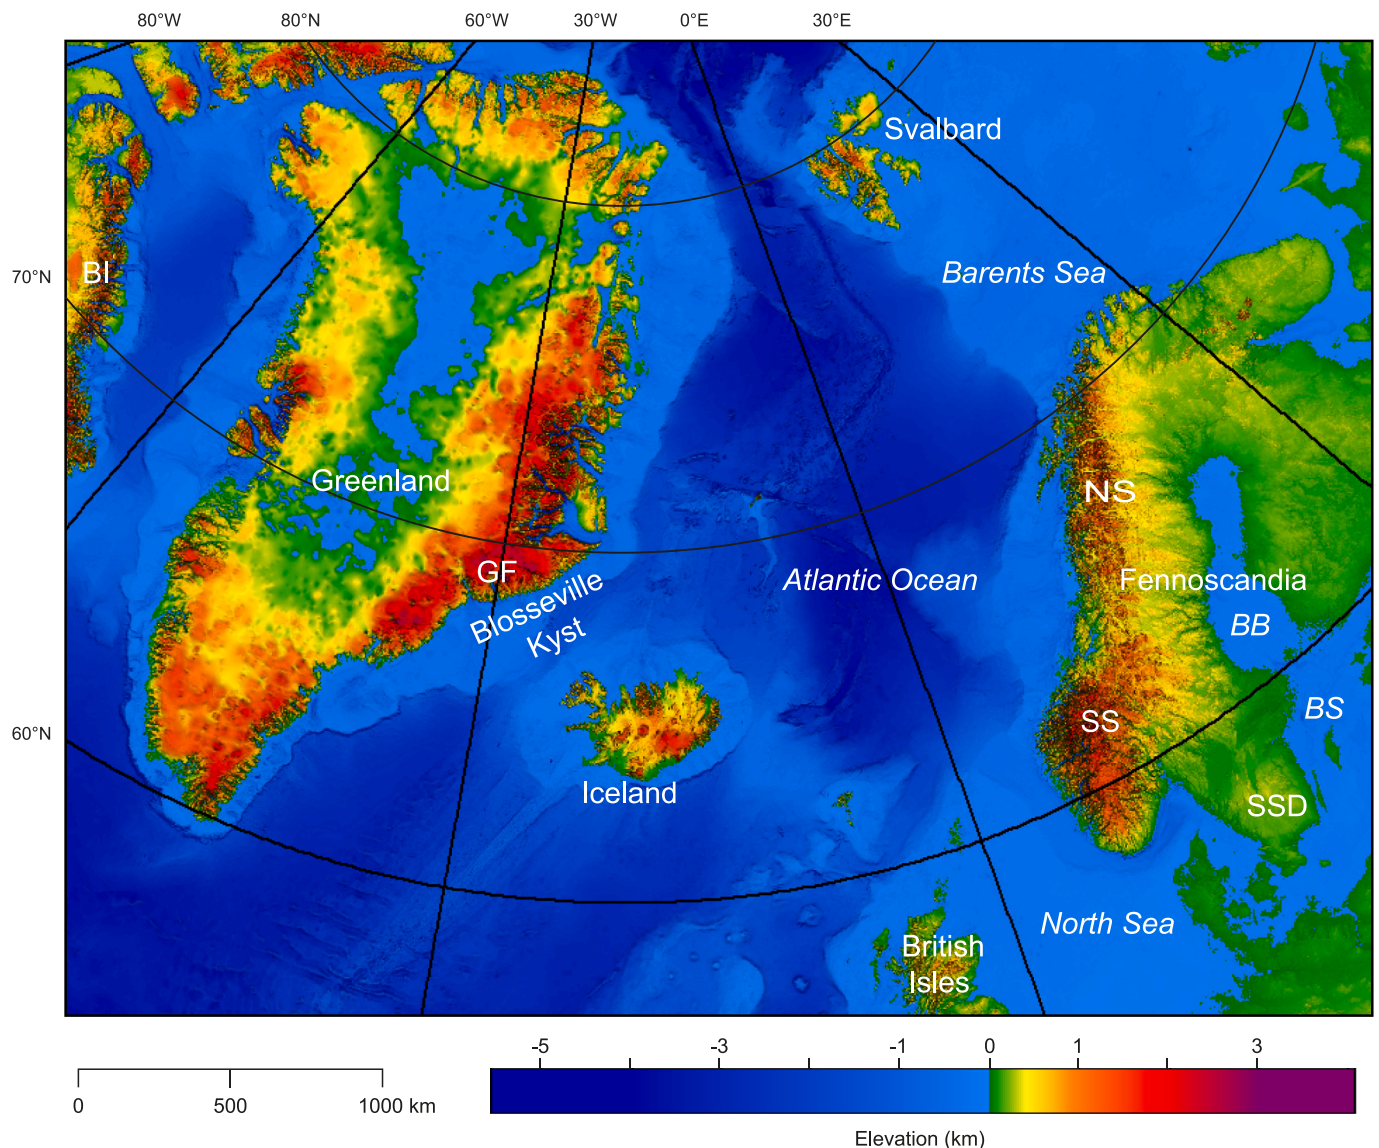 80°W 80°N 60°W 30°W 0°E 30°E
Svalbard
BI
70°N
Barents Sea
Greenland
NS
GF
Blosseville
Kyst
Atlantic Ocean
Fennoscandia
BB
BS
SS
60°N
Iceland
SSD
North Sea
British
Isles
-5 -3 -1 0 1 3
0 500 1000 km
Elevation (km)